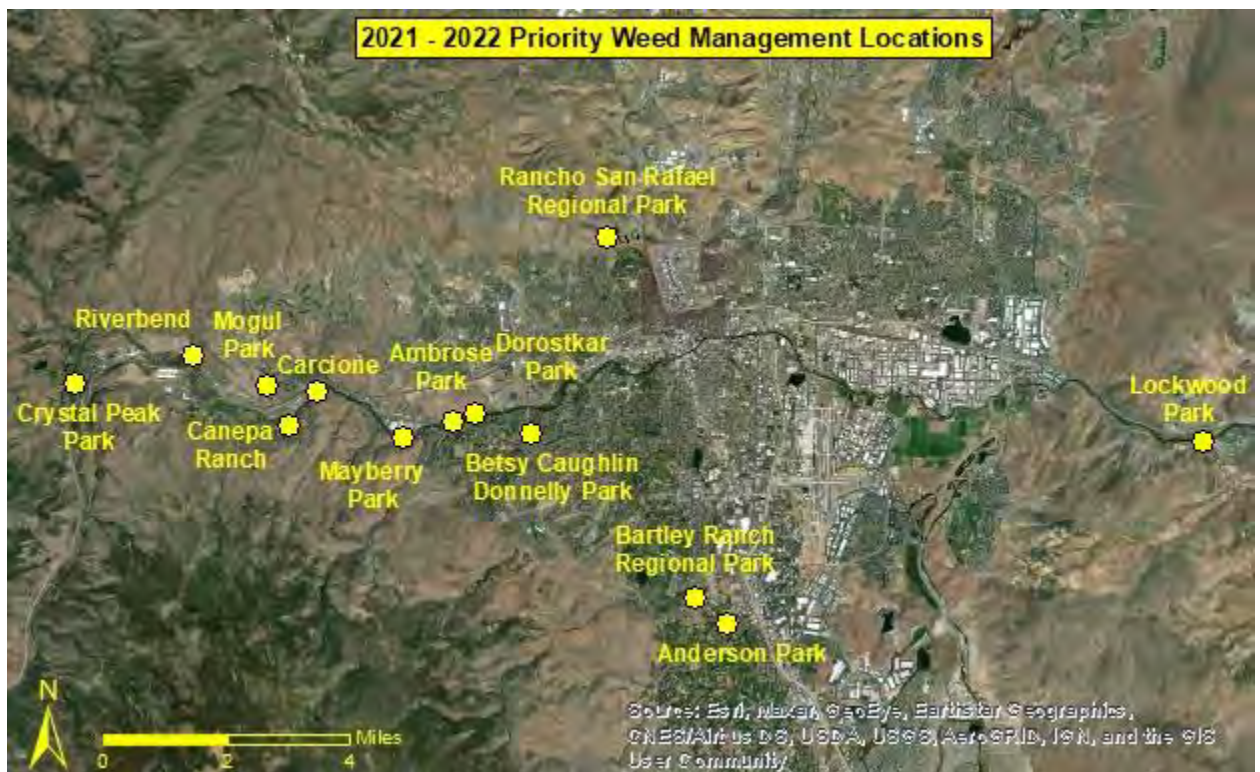 2021 - 2022 Priority Weed Management Locations
Rancho San Rafael
Regional Park
Riverbend
Mogul
Park
Carcione
Ambrose
Park
Dorostkar
Park
Crystal Peak
Park
Canepa
Ranch
Mayberry
Park
Betsy Caughlin
Donnelly Park
Lockwood
Park
Bartley Ranch
Regional Park
Anderson Park
N
Miles
0 2 4
Source: Esri, Maxar, GeoEye, Earthstar Geographics,
CNES/Airbus DS, USDA, USGS, AeroGRID, IGN, and the GIS
User Community